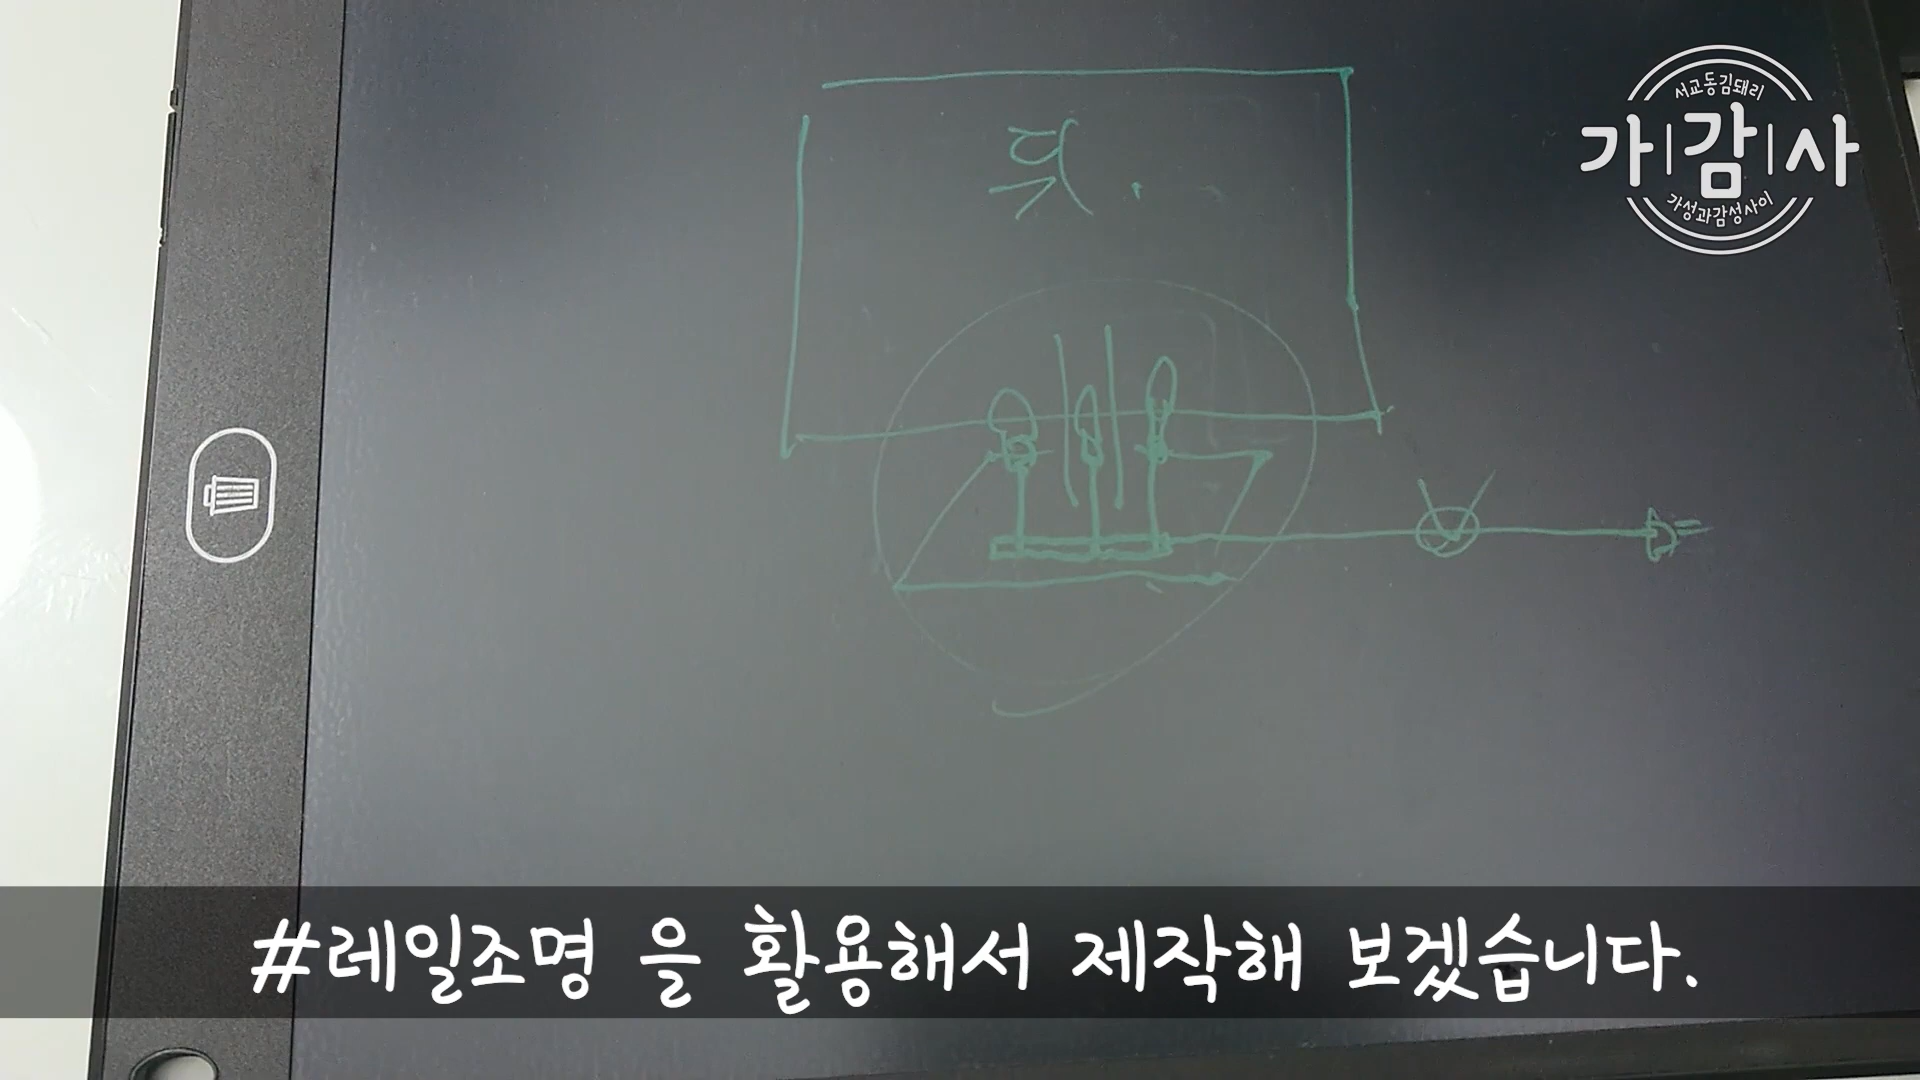 서교동김돼리
가|감|사
가성과감성사이
#레일조명 을 활용해서 제작해 보겠습니다.